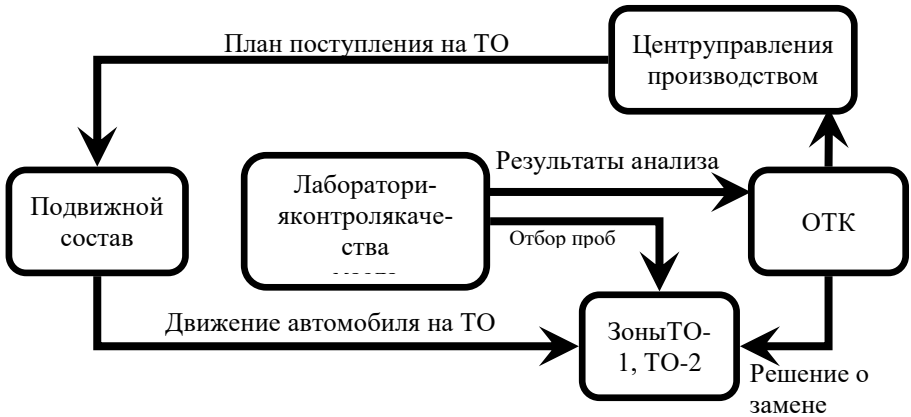 План поступления на ТО
Центруправления
производством
Подвижной
состав
Лаборатори-
яконтролякаче-
ства
Результаты анализа
Отбор проб
ОТК
Движение автомобиля на ТО
ЗоныТО-
1, ТО-2
Решение о
замене